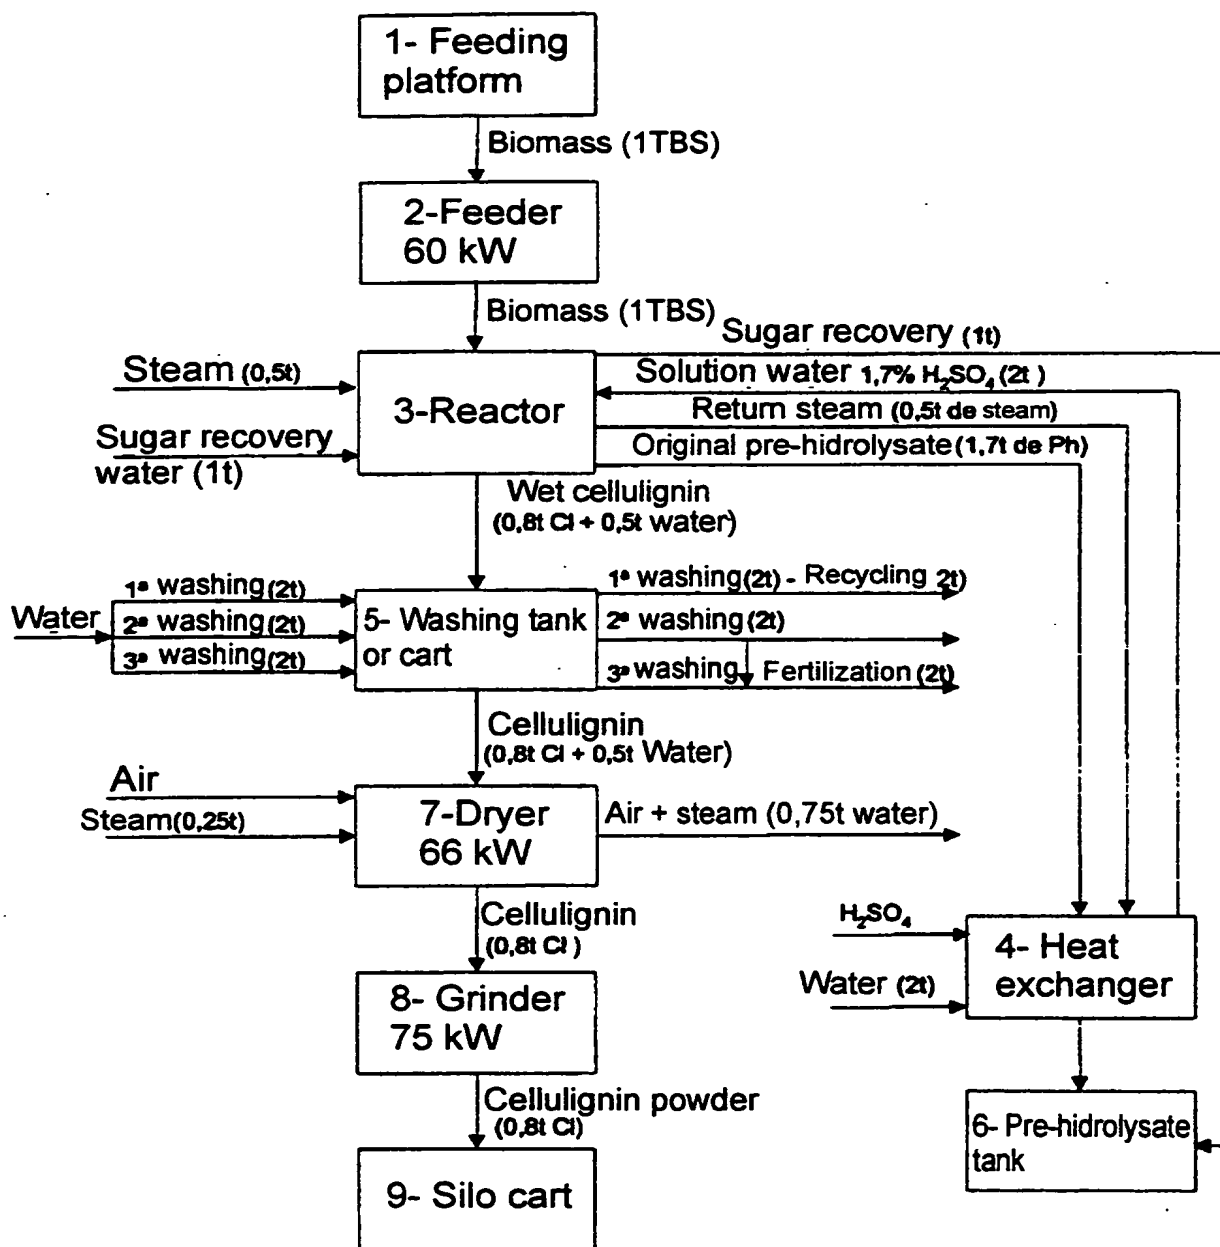 1- Feeding
platform
Biomass (1TBS)
2-Feeder
60 kW
Biomass (1TBS)
Sugar recovery (1t)
Steam (0,5t)
Solution water 1,7% H₂SO₄ (2t )
3-Reactor
Return steam (0,5t de steam)
Sugar recovery
water (1t)
Original pre-hidrolysate (1,7t de Ph)
Wet cellulignin
(0,8t Cl + 0,5t water)
1ª washing(2t)
Water
2ª washing(2t)
3ª washing(2t)
5- Washing tank
or cart
1ª washing(2t) - Recycling 2t)
2ª washing (2t)
3ª washing
Fertilization (2t)
Cellulignin
(0,8t Cl + 0,5t Water)
Air
Steam(0,25t)
7-Dryer
66 kW
Air + steam (0,75t water)
Cellulignin
(0,8t Cl )
H₂SO₄
Water (2t)
4- Heat
exchanger
8- Grinder
75 kW
Cellulignin powder
(0,8t Cl)
6- Pre-hidrolysate
tank
9- Silo cart